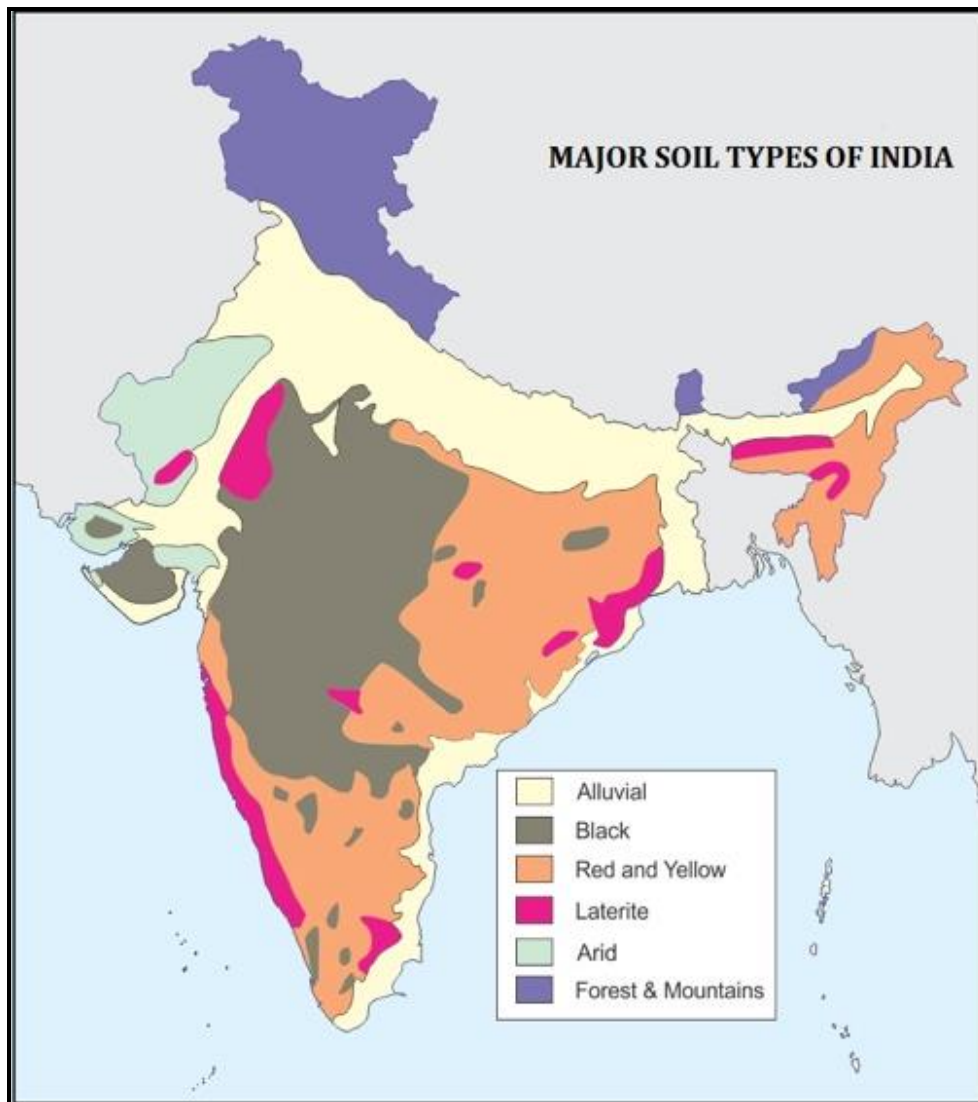 MAJOR SOIL TYPES OF INDIA
Alluvial
Black
Red and Yellow
Laterite
Arid
Forest & Mountains